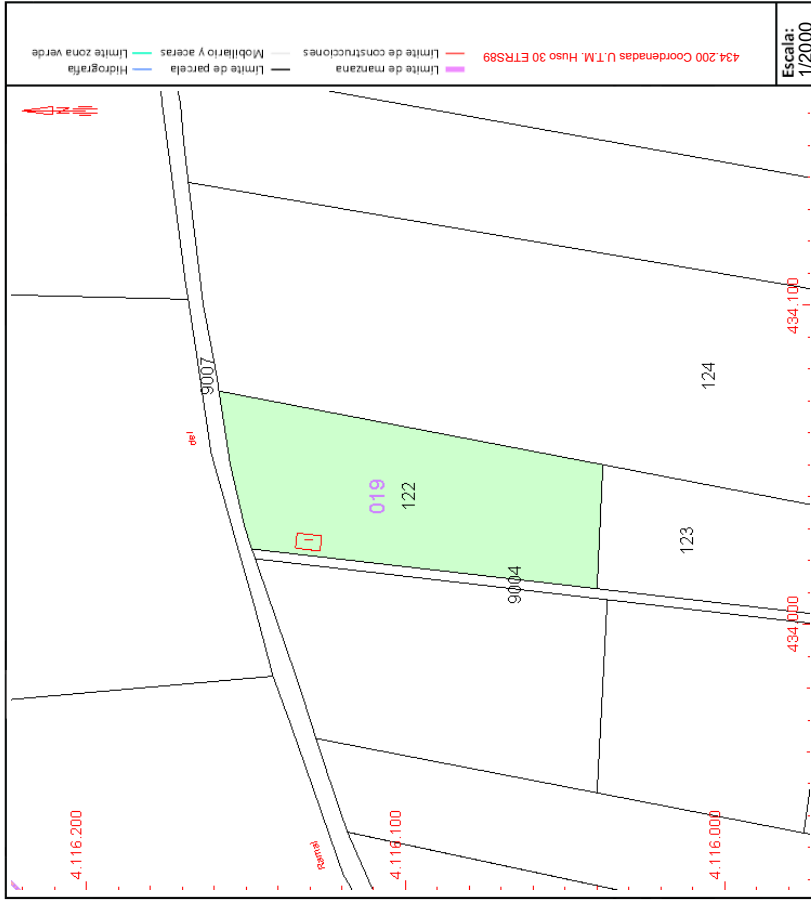 434.200 Coordenadas U.T.M. Huso 30 ETRS89
Límite de manzana
Límite de construcciones
Límite de parcela
Mobiliario y aceras
Hidrografía
Límite zona verde
Escala:
1/2000
9007
del
019
122
124
123
9004
434.100
434.000
Ramal
4.116.200
4.116.100
4.116.000
I
N